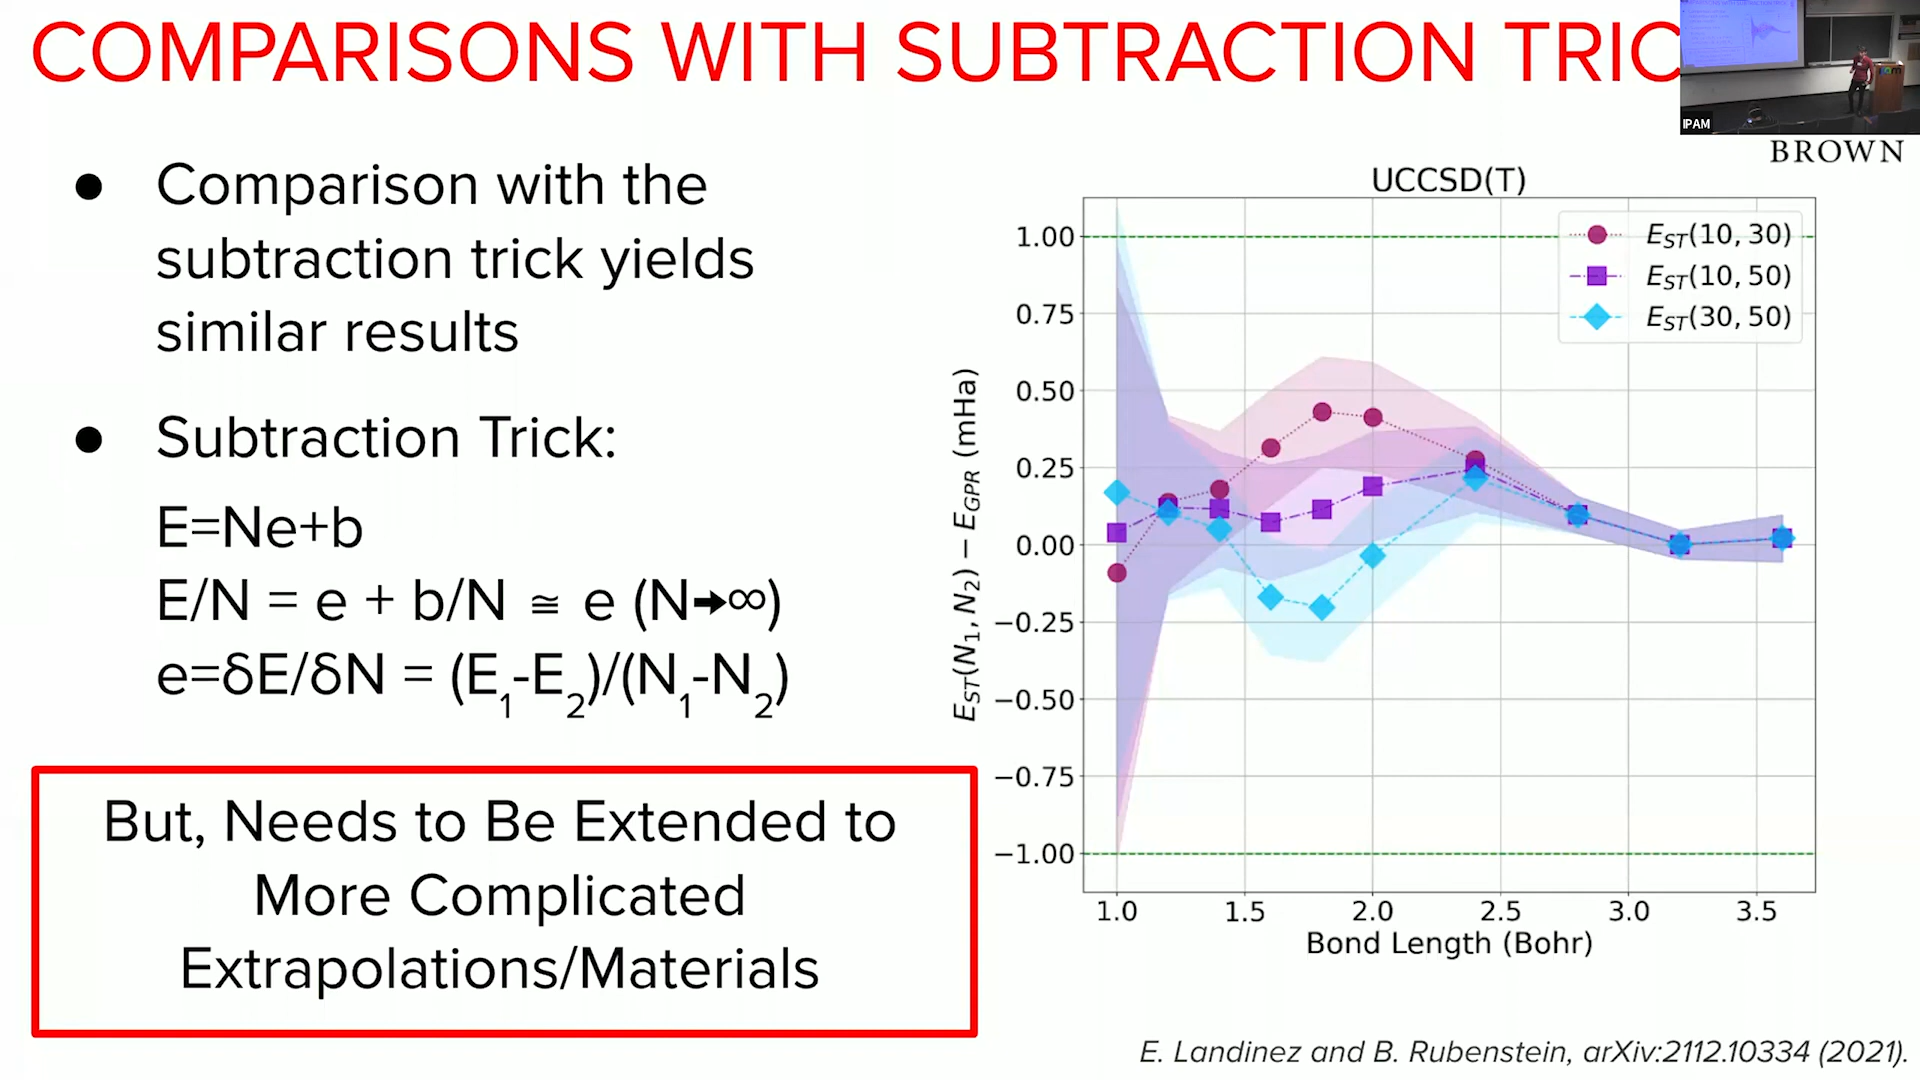 COMPARISONS WITH SUBTRACTION TRIC
IPAM
BROWN
● Comparison with the
subtraction trick yields
similar results
● Subtraction Trick:
E=Ne+b
E/N = e + b/N ≅ e (N➞∞)
e=δE/δN = (E₁-E₂)/(N₁-N₂)
But, Needs to Be Extended to
More Complicated
Extrapolations/Materials
UCCSD(T)
E_ST(10, 30)
E_ST(10, 50)
E_ST(30, 50)
E_ST(N₁, N₂) − E_GPR (mHa)
1.00
0.75
0.50
0.25
0.00
−0.25
−0.50
−0.75
−1.00
1.0 1.5 2.0 2.5 3.0 3.5
Bond Length (Bohr)
E. Landinez and B. Rubenstein, arXiv:2112.10334 (2021).